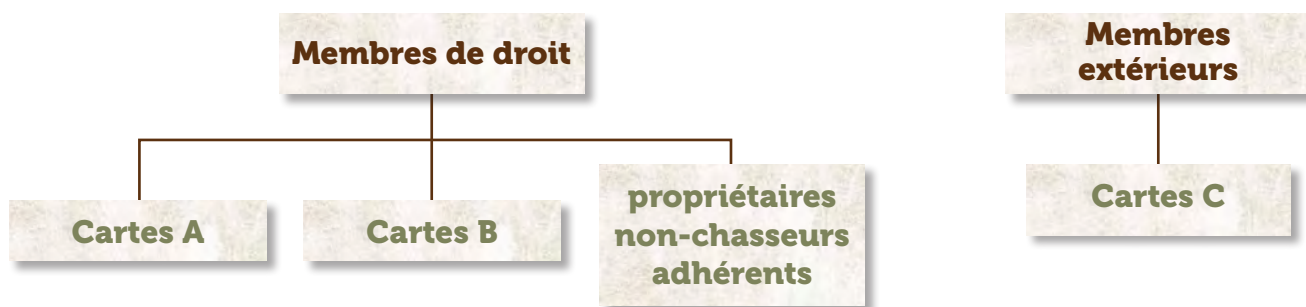 Membres de droit
Membres
extérieurs
Cartes A
Cartes B
propriétaires
non-chasseurs
adhérents
Cartes C